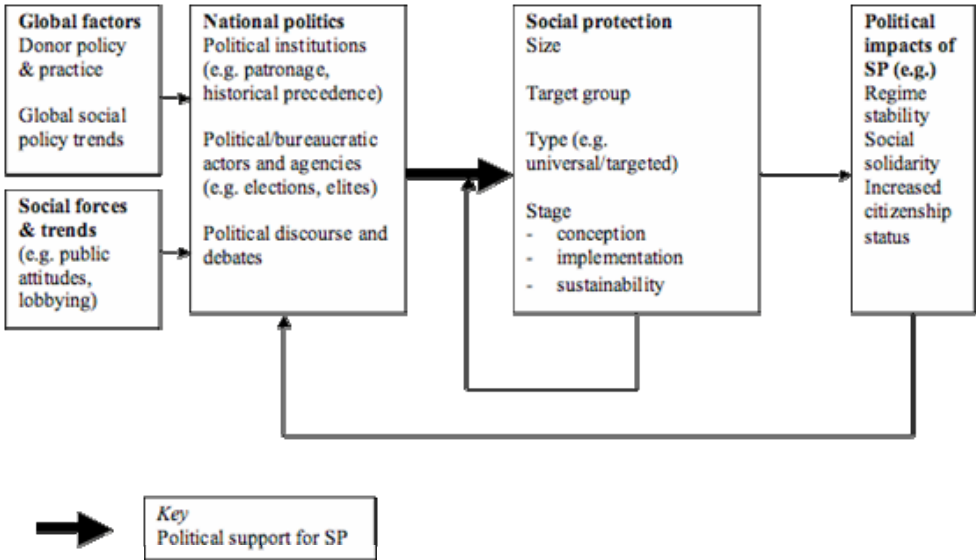 Global factors
Donor policy
& practice
Global social
policy trends
Social forces
& trends
(e.g. public
attitudes,
lobbying)
National politics
Political institutions
(e.g. patronage,
historical precedence)
Political/bureaucratic
actors and agencies
(e.g. elections, elites)
Political discourse and
debates
Social protection
Size
Target group
Type (e.g.
universal/targeted)
Stage
- conception
- implementation
- sustainability
Political
impacts of
SP (e.g.)
Regime
stability
Social
solidarity
Increased
citizenship
status
Key
Political support for SP